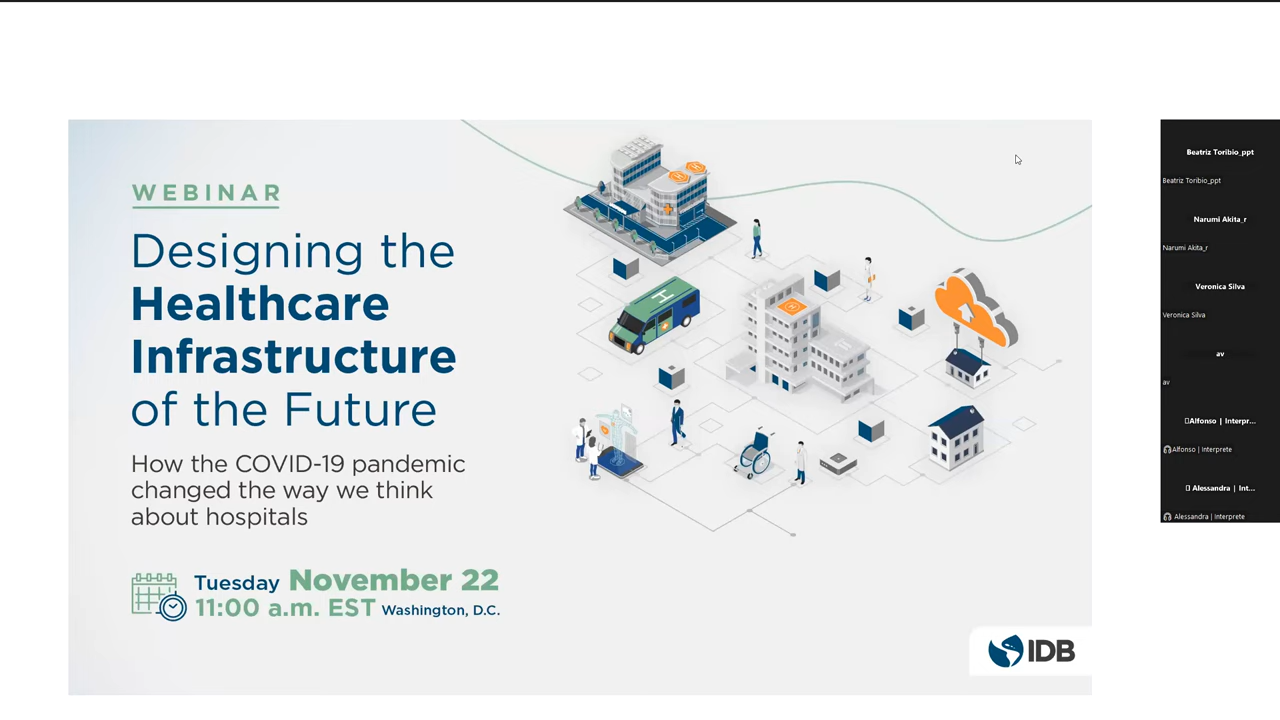 WEBINAR
Designing the
Healthcare
Infrastructure
of the Future
How the COVID-19 pandemic
changed the way we think
about hospitals
Tuesday November 22
11:00 a.m. EST Washington, D.C.
IDB
Beatriz Toribio_ppt
Beatriz Toribio_ppt
Narumi Akita_r
Narumi Akita_r
Veronica Silva
Veronica Silva
av
av
Alfonso | Interpr...
Alfonso | Interprete
Alessandra | Int...
Alessandra | Interprete